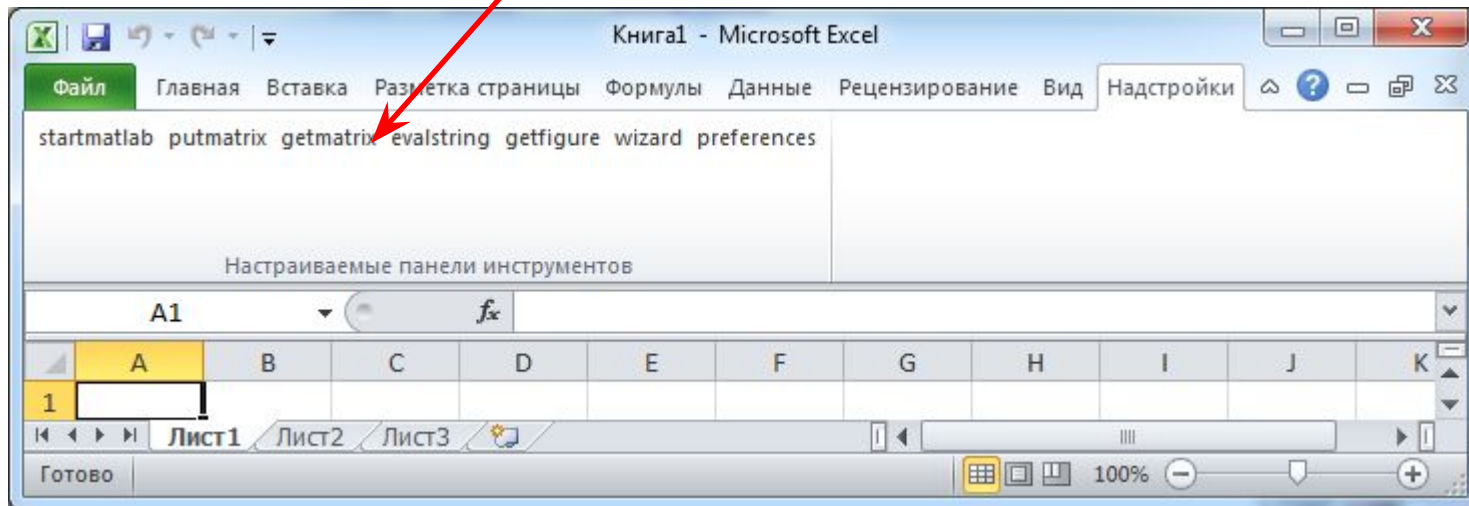 Книга1 - Microsoft Excel
Файл Главная Вставка Разметка страницы Формулы Данные Рецензирование Вид Надстройки
startmatlab putmatrix getmatrix evalstring getfigure wizard preferences
Настраиваемые панели инструментов
A1 fx
A B C D E F G H I J K
1
Лист1 Лист2 Лист3
Готово 100%